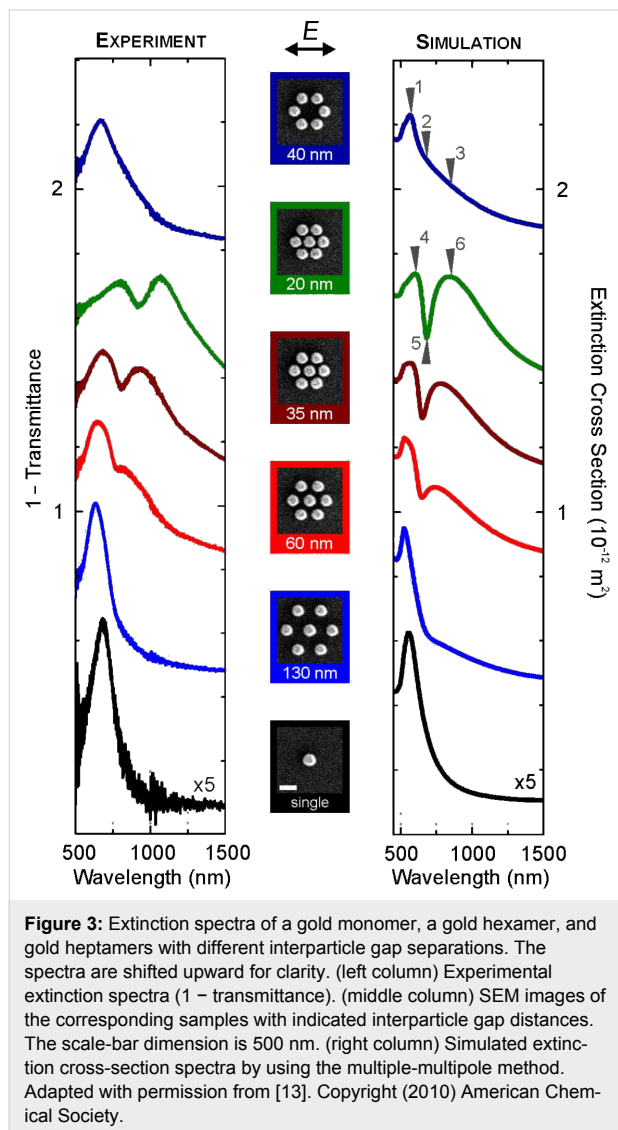 EXPERIMENT
E
SIMULATION
1 – Transmittance
2
1
500 1000 1500
Wavelength (nm)
x5
40 nm
20 nm
35 nm
60 nm
130 nm
single
1
2
3
4
6
5
2
1
Extinction Cross Section (10⁻¹² m²)
x5
500 1000 1500
Wavelength (nm)
Figure 3: Extinction spectra of a gold monomer, a gold hexamer, and
gold heptamers with different interparticle gap separations. The
spectra are shifted upward for clarity. (left column) Experimental
extinction spectra (1 − transmittance). (middle column) SEM images of
the corresponding samples with indicated interparticle gap distances.
The scale-bar dimension is 500 nm. (right column) Simulated extinc-
tion cross-section spectra by using the multiple-multipole method.
Adapted with permission from [13]. Copyright (2010) American Chem-
ical Society.